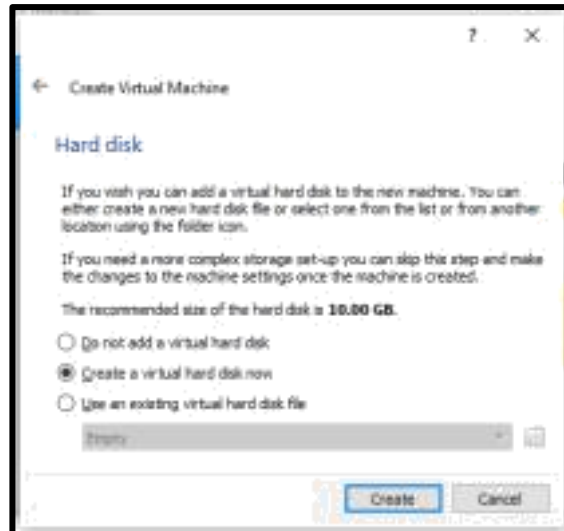 ?
Create Virtual Machine
Hard disk
If you wish you can add a virtual hard disk to the new machine. You can
either create a new hard disk file or select one from the list or from another
location using the folder icon.
If you need a more complex storage set-up you can skip this step and make
the changes to the machine settings once the machine is created.
The recommended size of the hard disk is 10.00 GB.
Do not add a virtual hard disk
Create a virtual hard disk now
Use an existing virtual hard disk file
Empty
Create Cancel